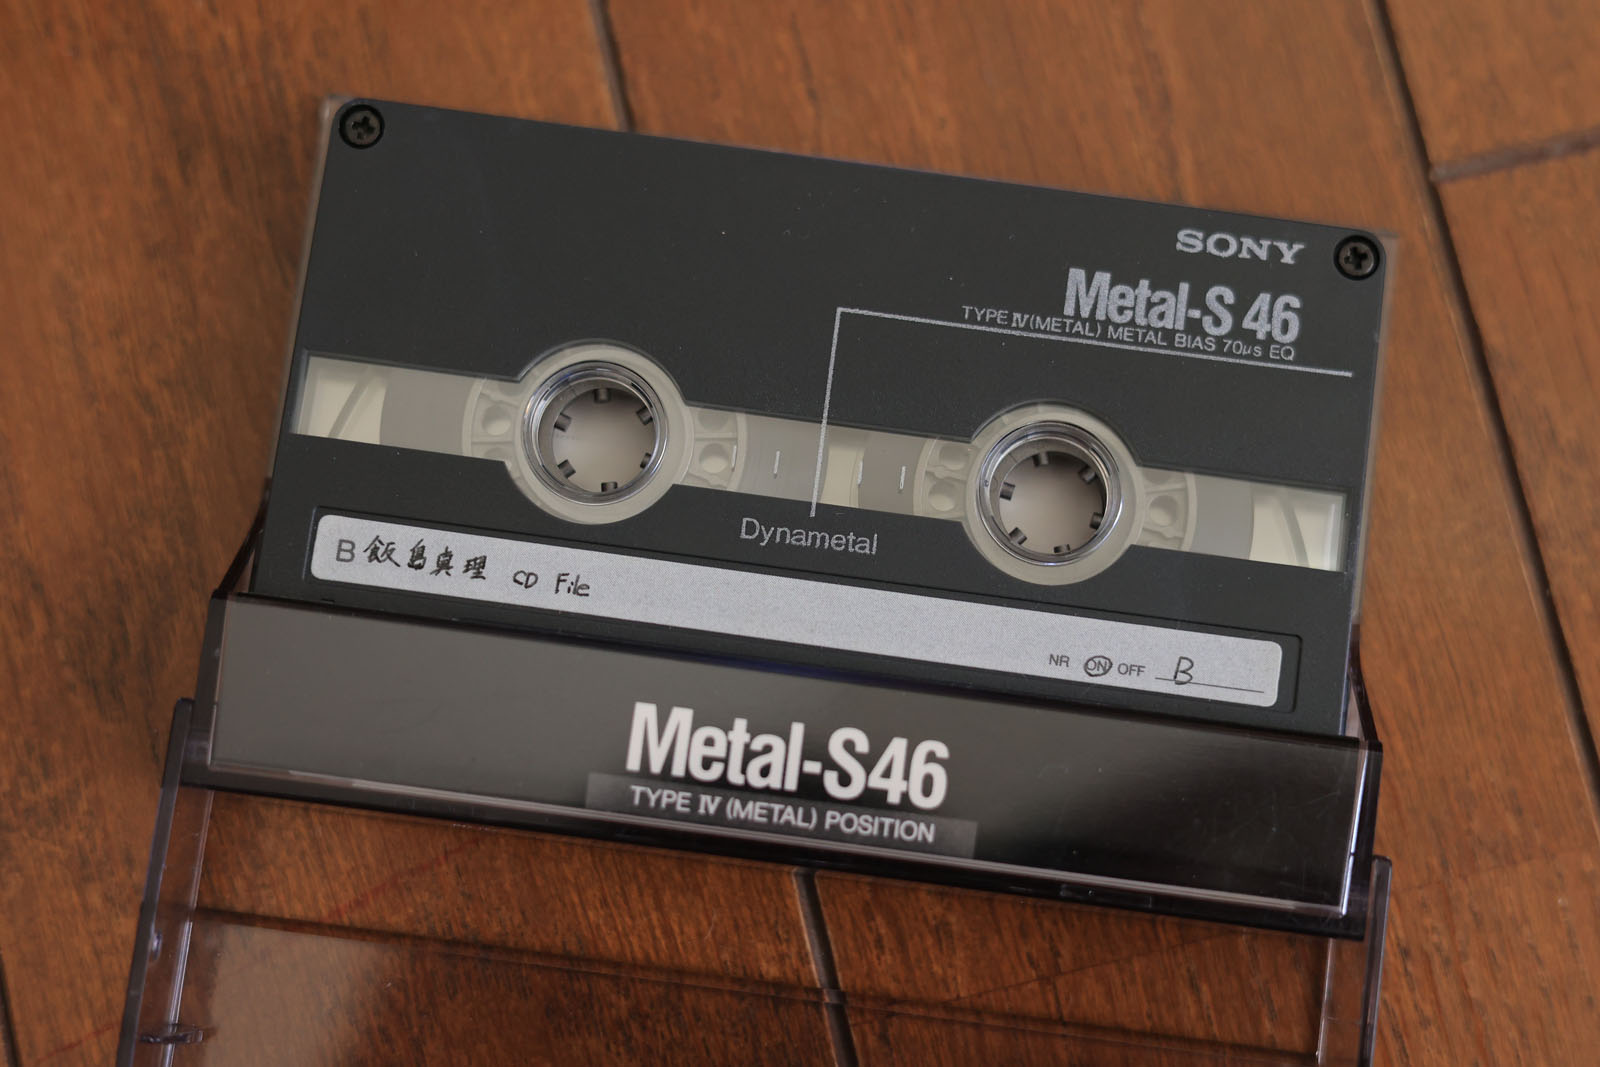 SONY
Metal-S 46
TYPE IV (METAL) METAL BIAS 70µs EQ
Dynametal
B 飯島真理 CD File
NR ON OFF B
Metal-S46
TYPE IV (METAL) POSITION